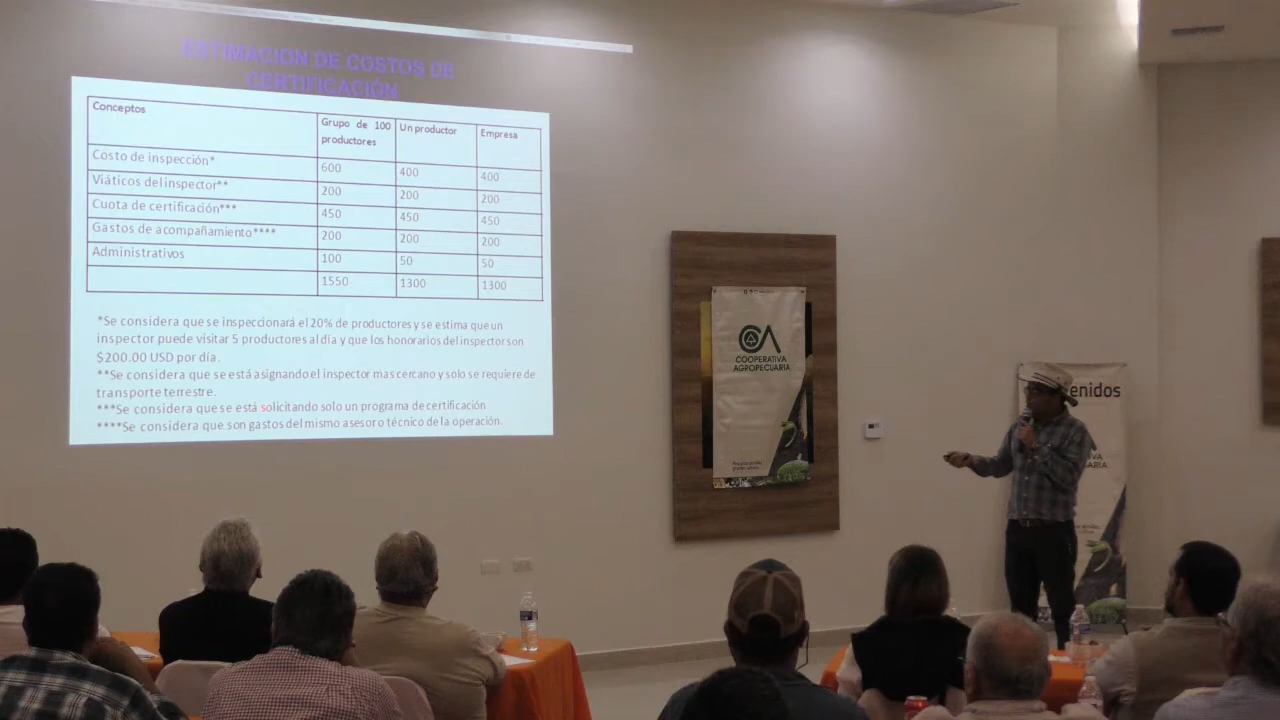 ESTIMACION DE COSTOS DE
CERTIFICACIÓN
Conceptos
Grupo de 100
productores
Un productor
Empresa
Costo de inspección*
600
400
400
Viáticos del inspector**
200
200
200
Cuota de certificación***
450
450
450
Gastos de acompañamiento****
200
200
200
Administrativos
100
50
50
1550
1300
1300
*Se considera que se inspeccionará el 20% de productores y se estima que un
inspector puede visitar 5 productores al día y que los honorarios del inspector son
$200.00 USD por día.
**Se considera que se está asignando el inspector mas cercano y solo se requiere de
transporte terrestre.
***Se considera que se está solicitando solo un programa de certificación
****Se considera que son gastos del mismo asesor o técnico de la operación.
CA
COOPERATIVA
AGROPECUARIA
enidos
VA
ARIA